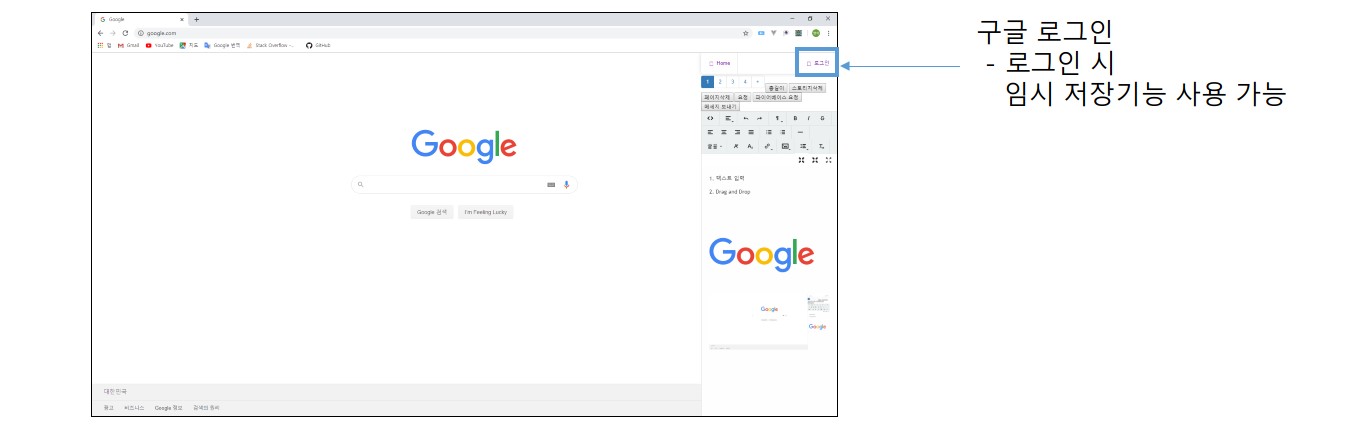 Google
google.com
앱
Gmail
YouTube
지도
Google 번역
Stack Overflow -...
GitHub
구글 로그인
- 로그인 시
임시 저장기능 사용 가능
Home
로그인
1 2 3 4 +
스토리지삭제
페이지삭제 요청 파이어베이스 요청
메세지 보내기
B I S
글꼴
1. 텍스트 입력
2. Drag and Drop
Google
Google 검색
I'm Feeling Lucky
Google
Google
Google
대한민국
광고 비즈니스 Google 정보 검색의 원리